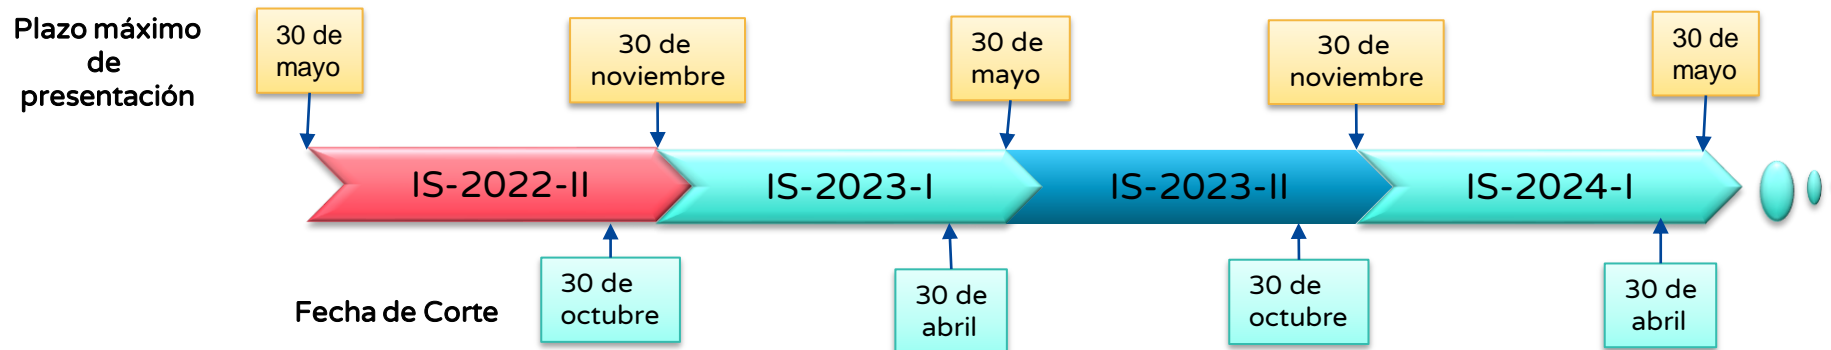 Plazo máximo
de
presentación
30 de
mayo
30 de
noviembre
30 de
mayo
30 de
noviembre
30 de
mayo
IS-2022-II
IS-2023-I
IS-2023-II
IS-2024-I
Fecha de Corte
30 de
octubre
30 de
abril
30 de
octubre
30 de
abril